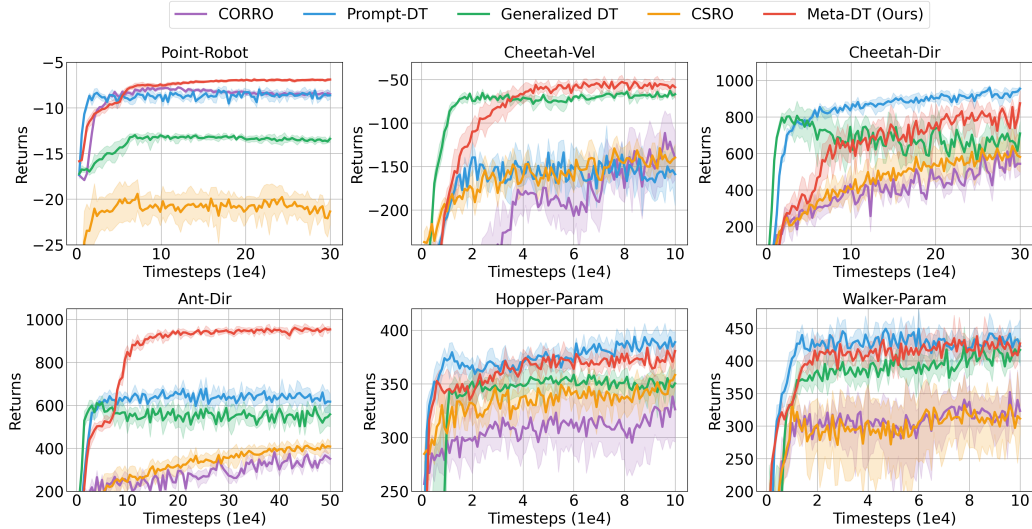 CORRO Prompt-DT Generalized DT CSRO Meta-DT (Ours)
Point-Robot Cheetah-Vel Cheetah-Dir
Returns
−5
−10
−15
−20
−25
0 5 10 15 20 25 30
Timesteps (1e4)
Returns
−50
−100
−150
−200
0 2 4 6 8 10
Timesteps (1e4)
Returns
1000
800
600
400
200
0 10 20 30
Timesteps (1e4)
Ant-Dir Hopper-Param Walker-Param
Returns
1000
800
600
400
200
0 10 20 30 40 50
Timesteps (1e4)
Returns
400
350
300
250
0 2 4 6 8 10
Timesteps (1e4)
Returns
450
400
350
300
250
200
0 2 4 6 8 10
Timesteps (1e4)